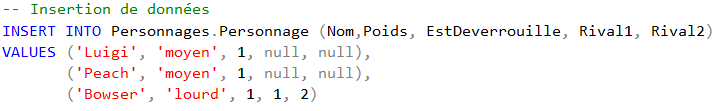 -- Insertion de données
INSERT INTO Personnages.Personnage (Nom,Poids, EstDeverrouille, Rival1, Rival2)
VALUES ('Luigi', 'moyen', 1, null, null),
('Peach', 'moyen', 1, null, null),
('Bowser', 'lourd', 1, 1, 2)